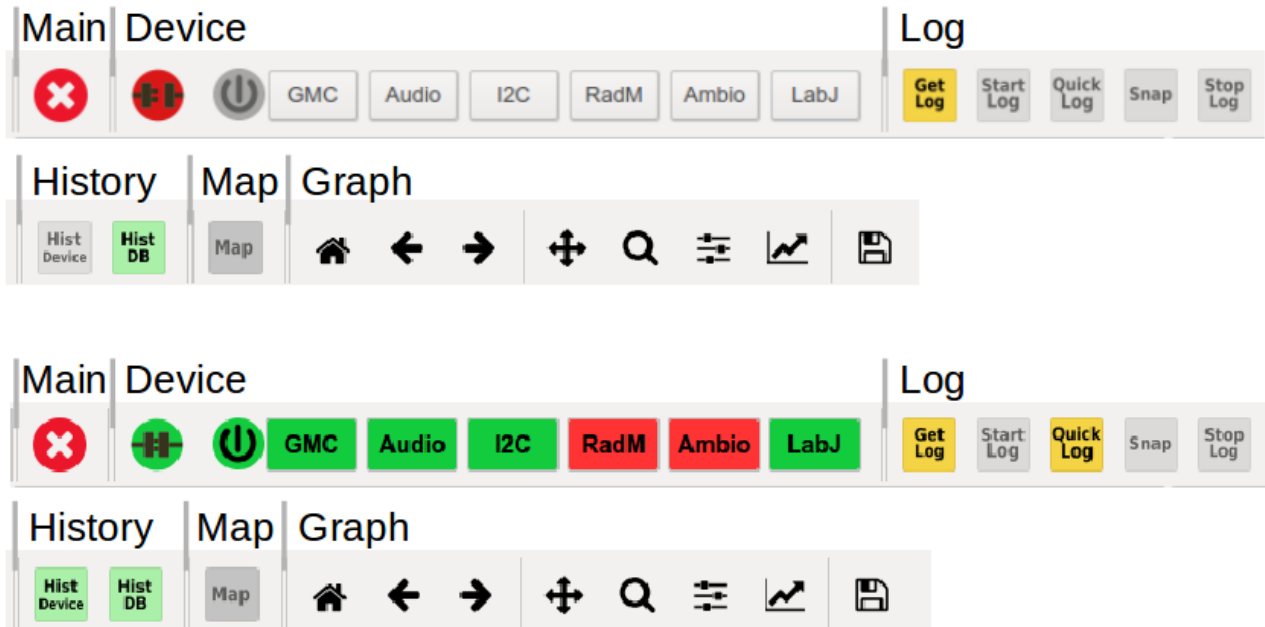 Main Device Log
GMC Audio I2C RadM Ambio LabJ Get Log Start Log Quick Log Snap Stop Log
History Map Graph
Hist Device Hist DB Map
Main Device Log
GMC Audio I2C RadM Ambio LabJ Get Log Start Log Quick Log Snap Stop Log
History Map Graph
Hist Device Hist DB Map